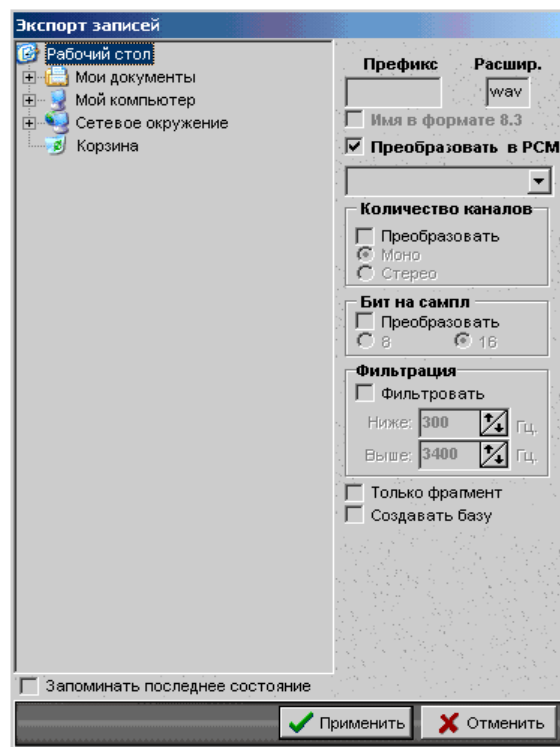 Экспорт записей
Рабочий стол
Мои документы
Мой компьютер
Сетевое окружение
Корзина
Префикс Расшир.
wav
Имя в формате 8.3
Преобразовать в PCM
Количество каналов
Преобразовать
Моно
Стерео
Бит на сампл
Преобразовать
8 16
Фильтрация
Фильтровать
Ниже: 300 Гц.
Выше: 3400 Гц.
Только фрагмент
Создавать базу
Запоминать последнее состояние
Применить Отменить